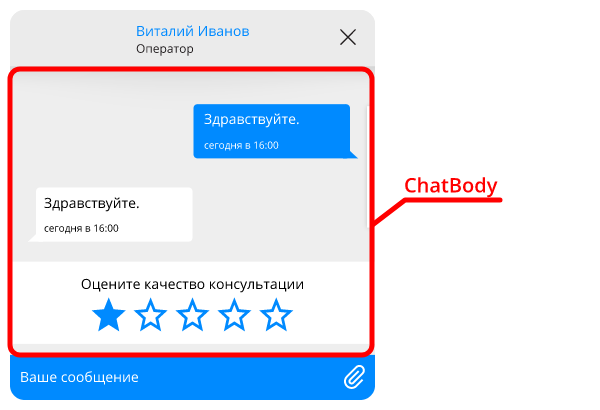 Виталий Иванов
Оператор
Здравствуйте.
сегодня в 16:00
ChatBody
Здравствуйте.
сегодня в 16:00
Оцените качество консультации
Ваше сообщение